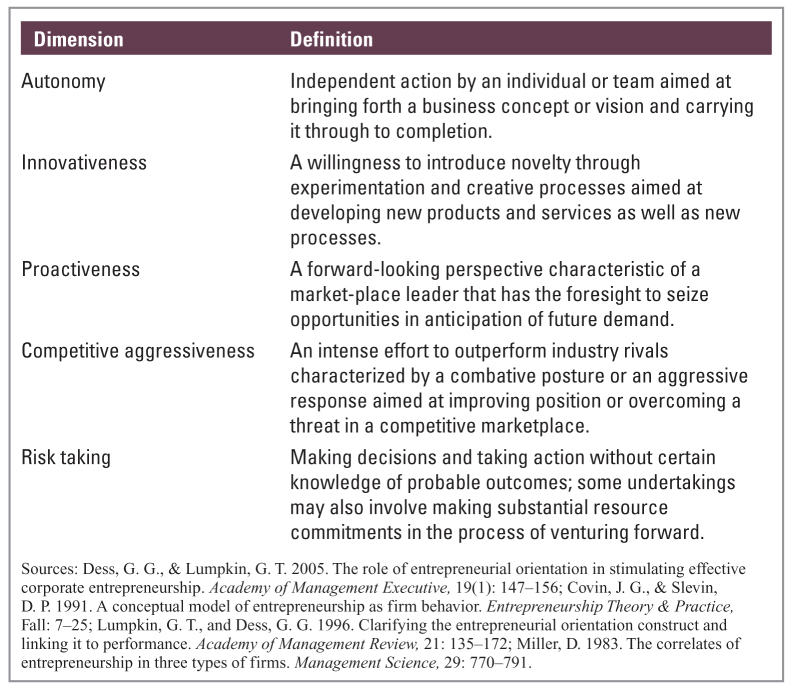 Dimension Definition
Autonomy Independent action by an individual or team aimed at
bringing forth a business concept or vision and carrying
it through to completion.
Innovativeness A willingness to introduce novelty through
experimentation and creative processes aimed at
developing new products and services as well as new
processes.
Proactiveness A forward-looking perspective characteristic of a
market-place leader that has the foresight to seize
opportunities in anticipation of future demand.
Competitive aggressiveness An intense effort to outperform industry rivals
characterized by a combative posture or an aggressive
response aimed at improving position or overcoming a
threat in a competitive marketplace.
Risk taking Making decisions and taking action without certain
knowledge of probable outcomes; some undertakings
may also involve making substantial resource
commitments in the process of venturing forward.
Sources: Dess, G. G., & Lumpkin, G. T. 2005. The role of entrepreneurial orientation in stimulating effective
corporate entrepreneurship. Academy of Management Executive, 19(1): 147–156; Covin, J. G., & Slevin,
D. P. 1991. A conceptual model of entrepreneurship as firm behavior. Entrepreneurship Theory & Practice,
Fall: 7–25; Lumpkin, G. T., and Dess, G. G. 1996. Clarifying the entrepreneurial orientation construct and
linking it to performance. Academy of Management Review, 21: 135–172; Miller, D. 1983. The correlates of
entrepreneurship in three types of firms. Management Science, 29: 770–791.